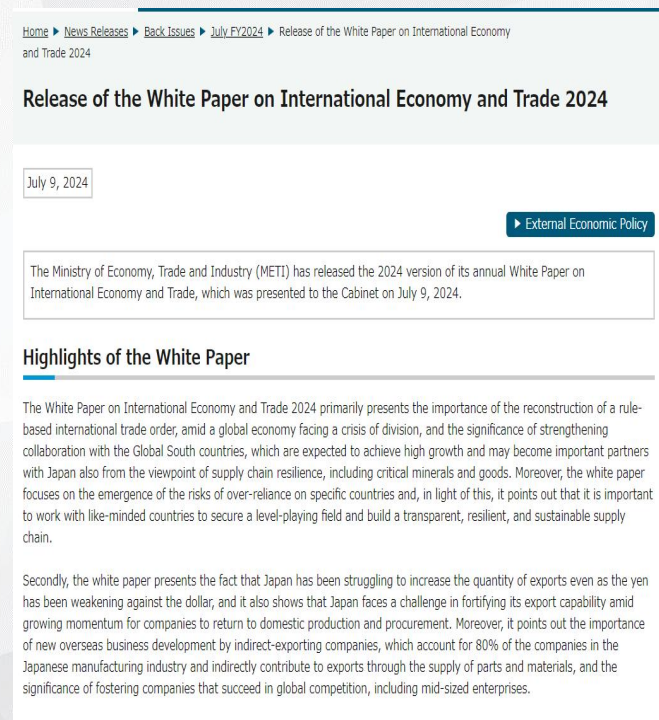 Home ▶ News Releases ▶ Back Issues ▶ July FY2024 ▶ Release of the White Paper on International Economy
and Trade 2024
Release of the White Paper on International Economy and Trade 2024
July 9, 2024
▶ External Economic Policy
The Ministry of Economy, Trade and Industry (METI) has released the 2024 version of its annual White Paper on
International Economy and Trade, which was presented to the Cabinet on July 9, 2024.
Highlights of the White Paper
The White Paper on International Economy and Trade 2024 primarily presents the importance of the reconstruction of a rule-
based international trade order, amid a global economy facing a crisis of division, and the significance of strengthening
collaboration with the Global South countries, which are expected to achieve high growth and may become important partners
with Japan also from the viewpoint of supply chain resilience, including critical minerals and goods. Moreover, the white paper
focuses on the emergence of the risks of over-reliance on specific countries and, in light of this, it points out that it is important
to work with like-minded countries to secure a level-playing field and build a transparent, resilient, and sustainable supply
chain.
Secondly, the white paper presents the fact that Japan has been struggling to increase the quantity of exports even as the yen
has been weakening against the dollar, and it also shows that Japan faces a challenge in fortifying its export capability amid
growing momentum for companies to return to domestic production and procurement. Moreover, it points out the importance
of new overseas business development by indirect-exporting companies, which account for 80% of the companies in the
Japanese manufacturing industry and indirectly contribute to exports through the supply of parts and materials, and the
significance of fostering companies that succeed in global competition, including mid-sized enterprises.